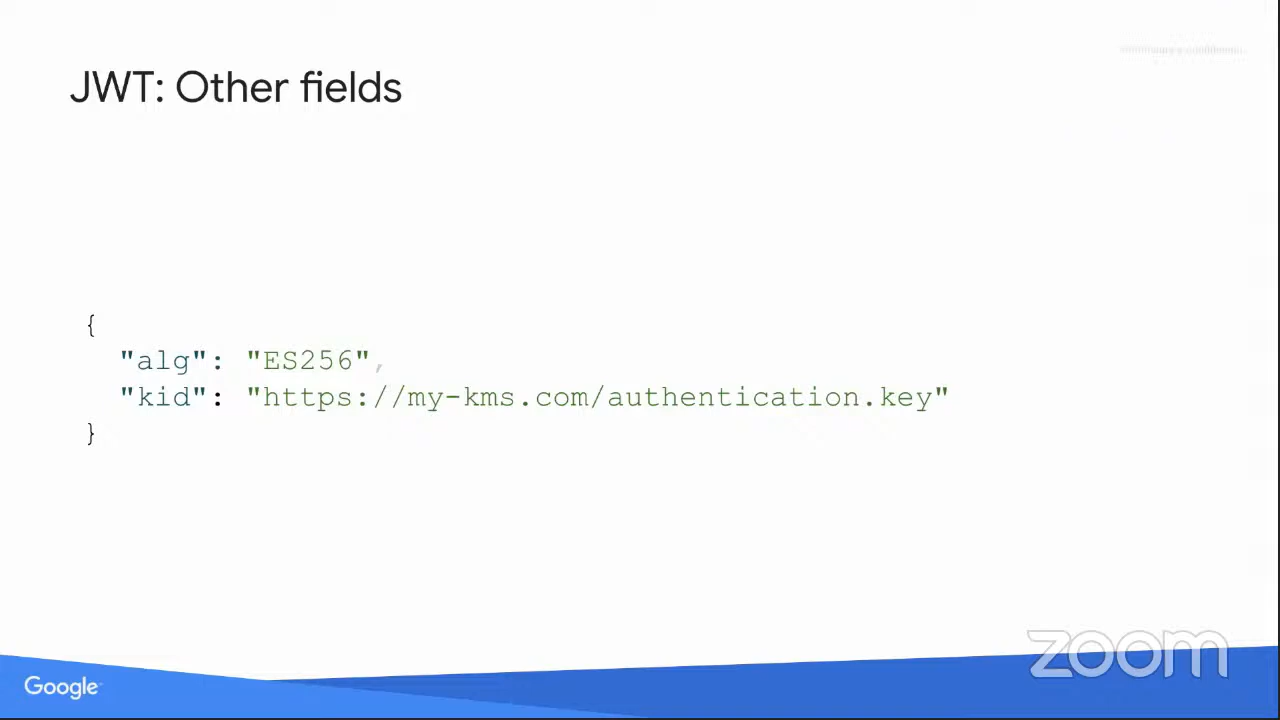 JWT: Other fields
{
"alg": "ES256",
"kid": "https://my-kms.com/authentication.key"
}
zoom
Google